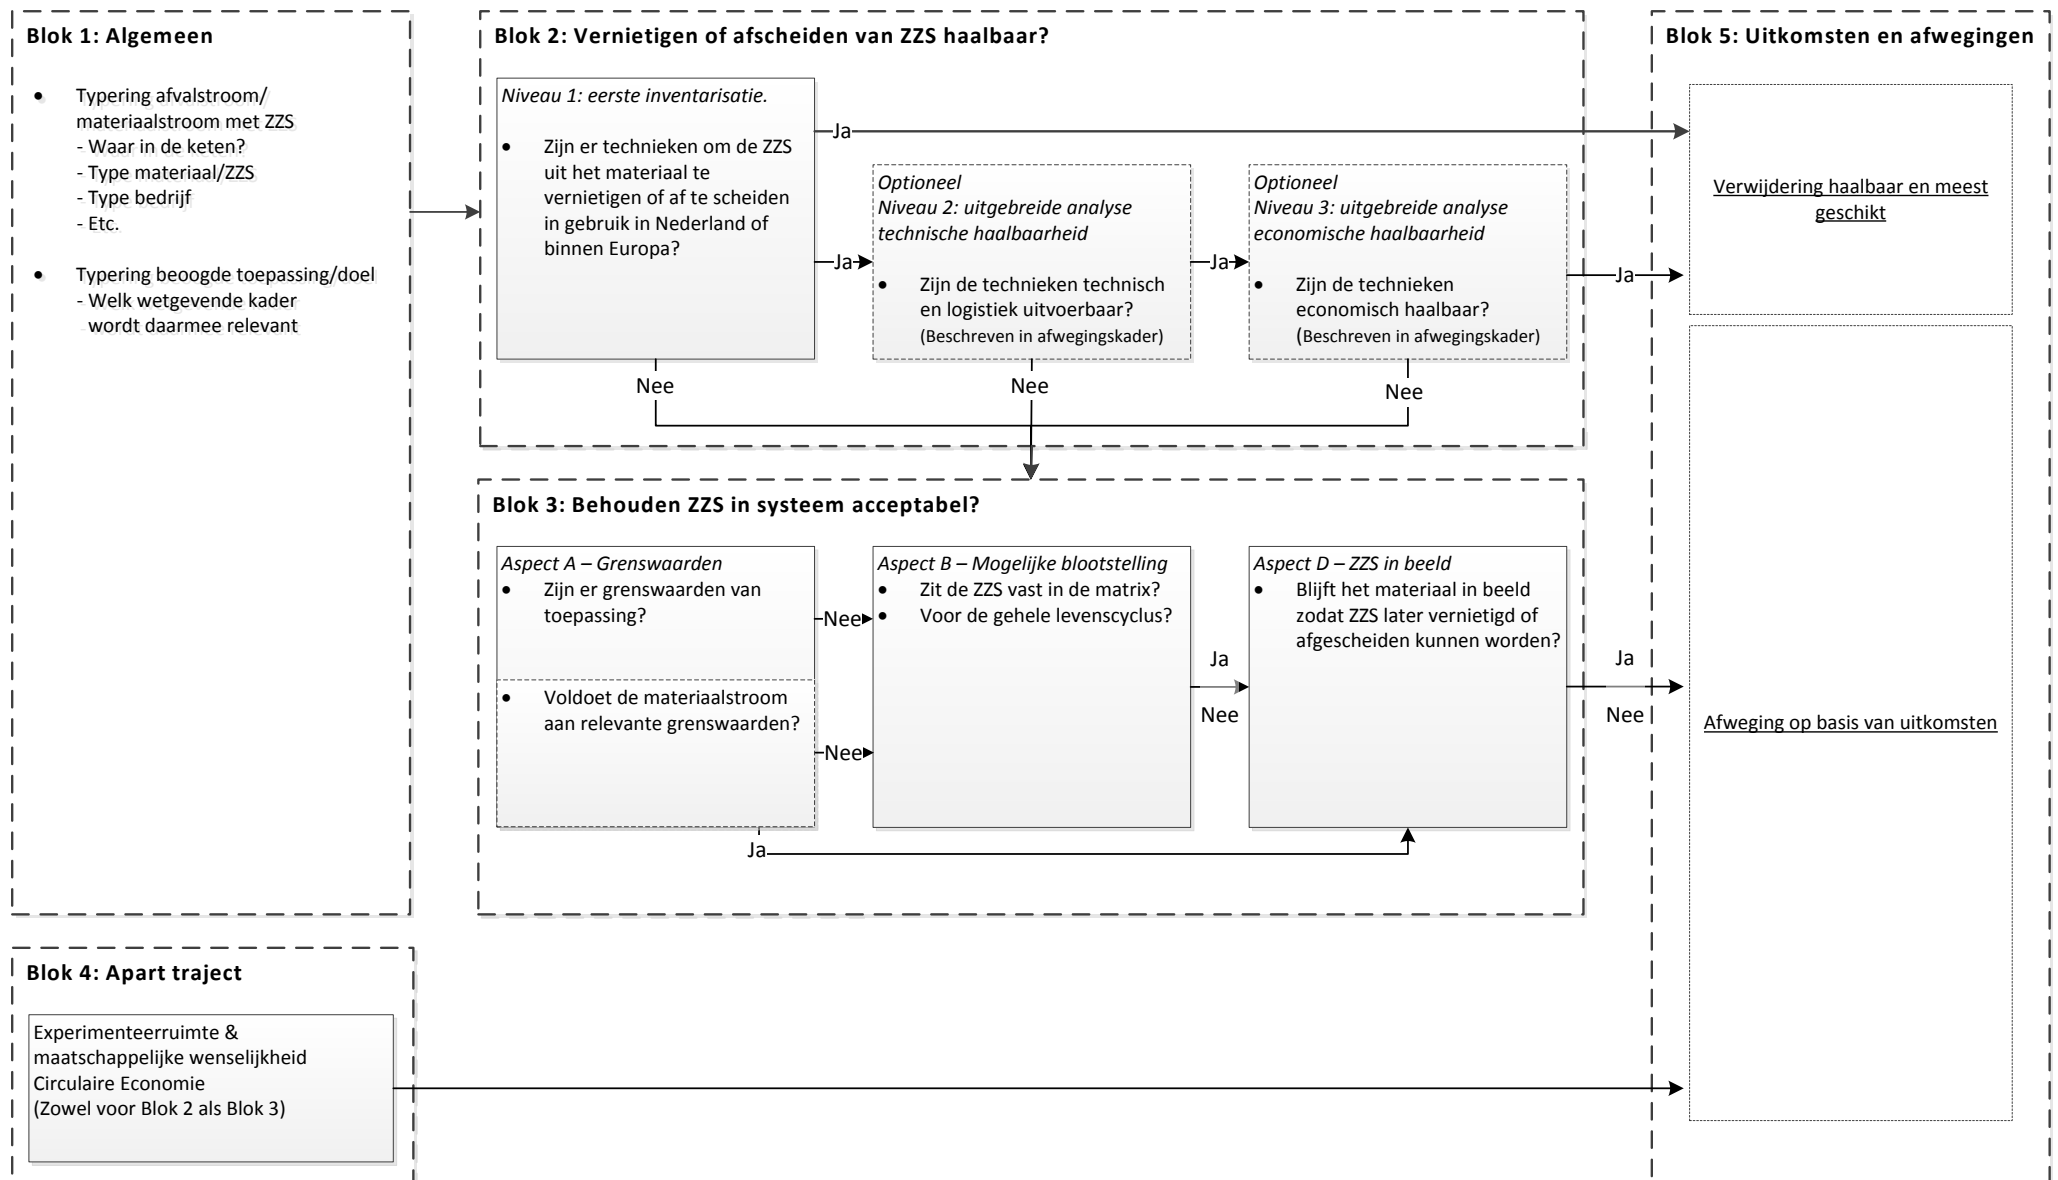 Blok 1: Algemeen
• Typering afvalstroom/
materiaalstroom met ZZS
- Waar in de keten?
- Type materiaal/ZZS
- Type bedrijf
- Etc.
• Typering beoogde toepassing/doel
- Welk wetgevende kader
wordt daarmee relevant
Blok 2: Vernietigen of afscheiden van ZZS haalbaar?
Niveau 1: eerste inventarisatie.
• Zijn er technieken om de ZZS
uit het materiaal te
vernietigen of af te scheiden
in gebruik in Nederland of
binnen Europa?
Ja
Ja
Nee
Optioneel
Niveau 2: uitgebreide analyse
technische haalbaarheid
• Zijn de technieken technisch
en logistiek uitvoerbaar?
(Beschreven in afwegingskader)
Ja
Nee
Optioneel
Niveau 3: uitgebreide analyse
economische haalbaarheid
• Zijn de technieken
economisch haalbaar?
(Beschreven in afwegingskader)
Ja
Nee
Blok 3: Behouden ZZS in systeem acceptabel?
Aspect A – Grenswaarden
• Zijn er grenswaarden van
toepassing?
Nee
• Voldoet de materiaalstroom
aan relevante grenswaarden?
Nee
Ja
Aspect B – Mogelijke blootstelling
• Zit de ZZS vast in de matrix?
• Voor de gehele levenscyclus?
Ja
Nee
Aspect D – ZZS in beeld
• Blijft het materiaal in beeld
zodat ZZS later vernietigd of
afgescheiden kunnen worden?
Ja
Nee
Blok 4: Apart traject
Experimenteerruimte &
maatschappelijke wenselijkheid
Circulaire Economie
(Zowel voor Blok 2 als Blok 3)
Blok 5: Uitkomsten en afwegingen
Verwijdering haalbaar en meest
geschikt
Afweging op basis van uitkomsten